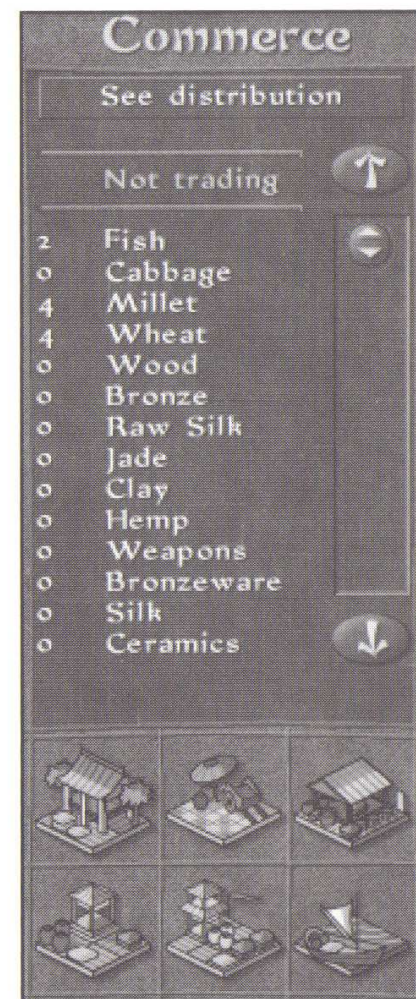 Commerce
See distribution
Not trading
2 Fish
0 Cabbage
4 Millet
4 Wheat
0 Wood
0 Bronze
0 Raw Silk
0 Jade
0 Clay
0 Hemp
0 Weapons
0 Bronzeware
0 Silk
0 Ceramics